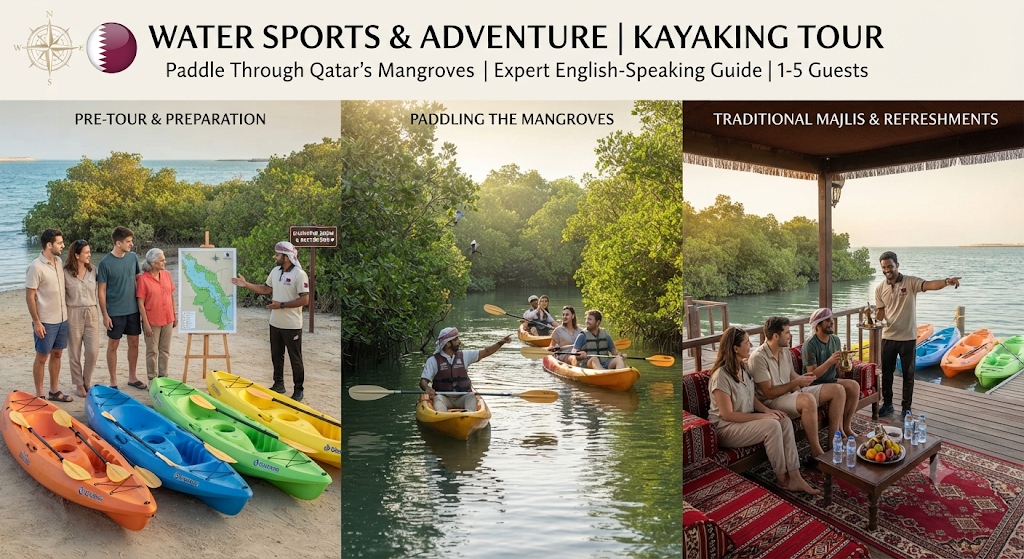 WATER SPORTS & ADVENTURE | KAYAKING TOUR
Paddle Through Qatar's Mangroves | Expert English-Speaking Guide | 1-5 Guests
PRE-TOUR & PREPARATION
PADDLING THE MANGROVES
TRADITIONAL MAJLIS & REFRESHMENTS
N
W
E
S